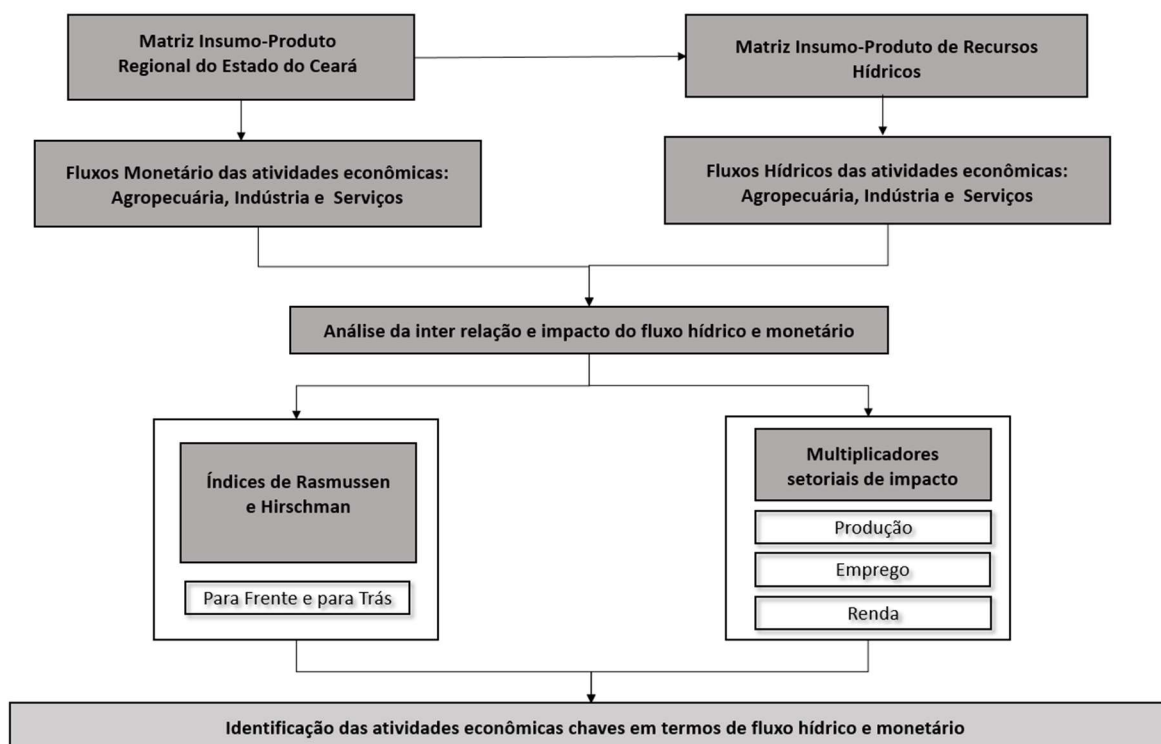 Matriz Insumo-Produto
Regional do Estado do Ceará
Matriz Insumo-Produto de Recursos
Hídricos
Fluxos Monetário das atividades econômicas:
Agropecuária, Indústria e Serviços
Fluxos Hídricos das atividades econômicas:
Agropecuária, Indústria e Serviços
Análise da inter relação e impacto do fluxo hídrico e monetário
Índices de Rasmussen
e Hirschman
Para Frente e para Trás
Multiplicadores
setoriais de impacto
Produção
Emprego
Renda
Identificação das atividades econômicas chaves em termos de fluxo hídrico e monetário